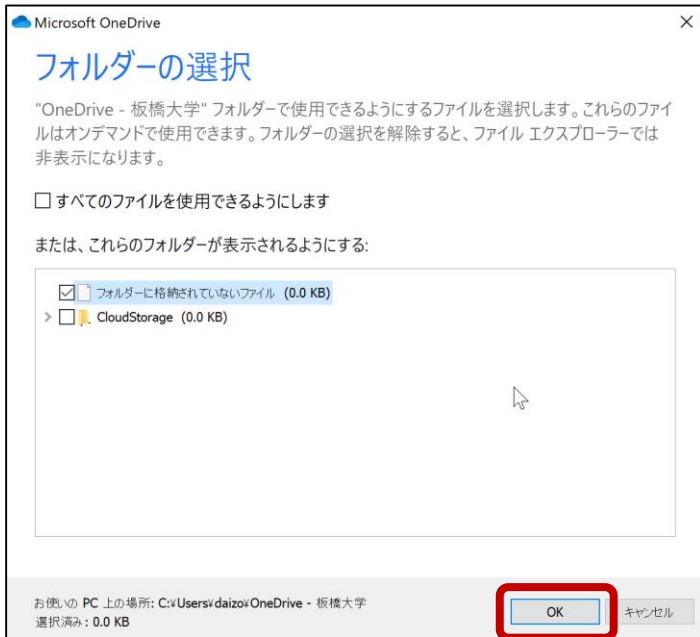 Microsoft OneDrive
フォルダーの選択
"OneDrive - 板橋大学" フォルダーで使用できるようにするファイルを選択します。これらのファイ
ルはオンデマンドで使用できます。フォルダーの選択を解除すると、ファイル エクスプローラーでは
非表示になります。
すべてのファイルを使用できるようにします
または、これらのフォルダーが表示されるようにする:
フォルダーに格納されていないファイル (0.0 KB)
CloudStorage (0.0 KB)
お使いの PC 上の場所: C:¥Users¥daizo¥OneDrive - 板橋大学
選択済み: 0.0 KB
OK
キャンセル